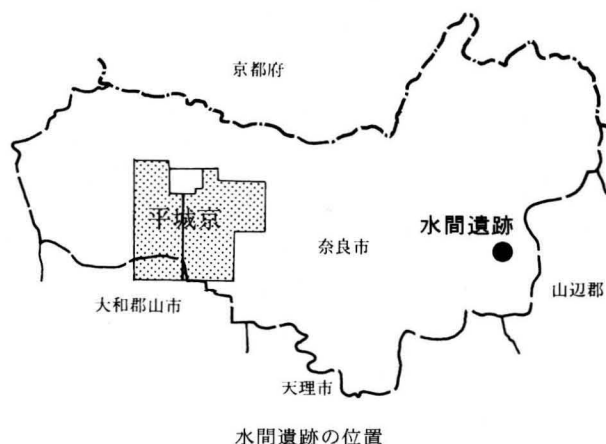 京都府
平城京
水間遺跡
奈良市
山辺郡
大和郡山市
天理市
水間遺跡の位置